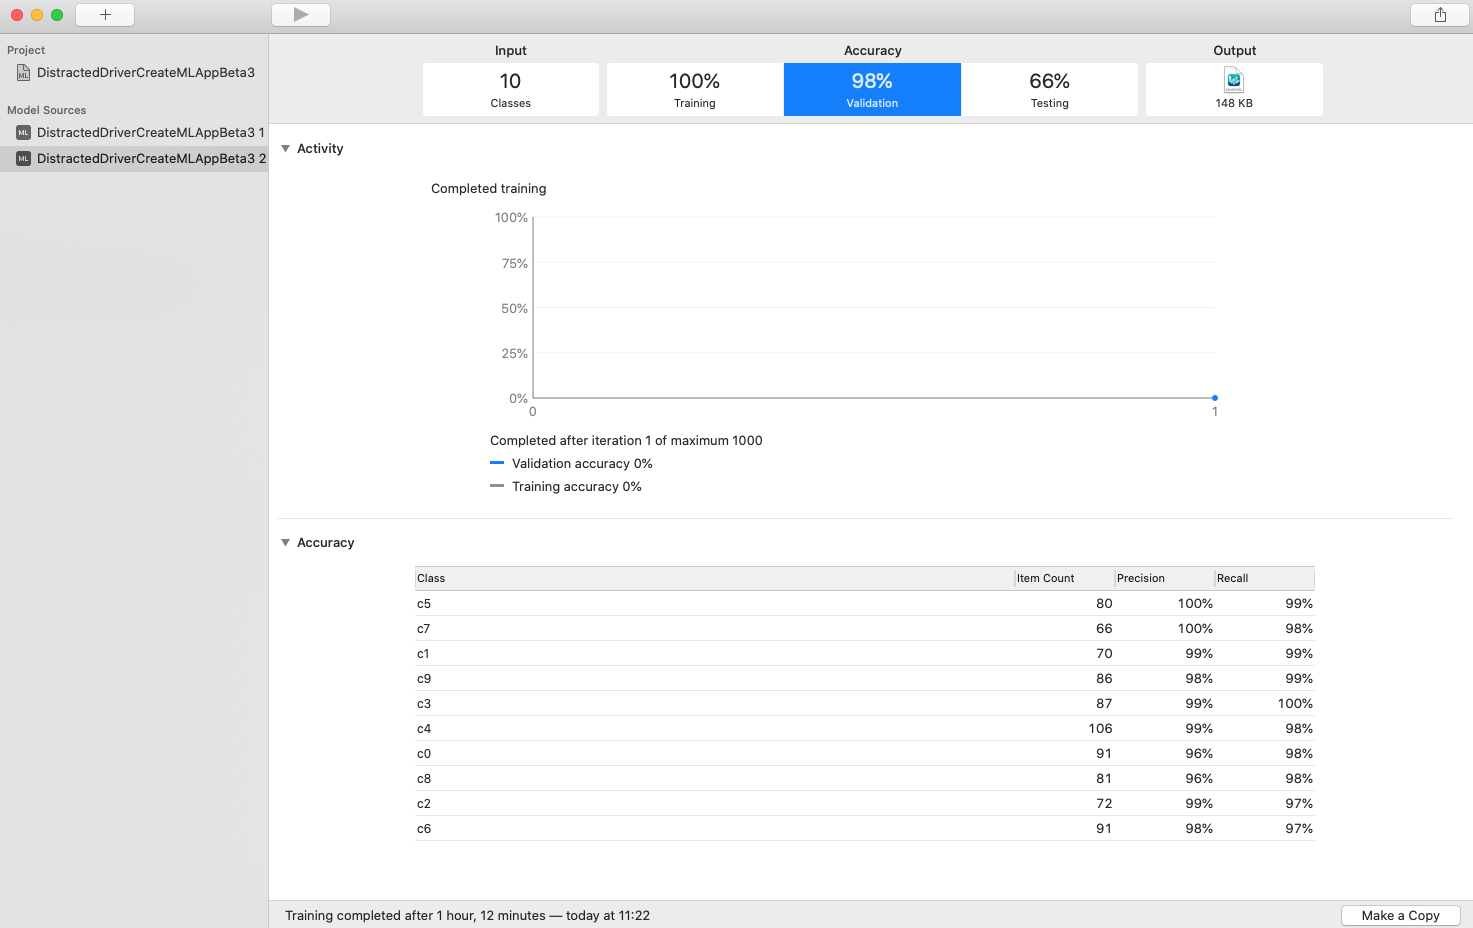 Project
DistractedDriverCreateMLAppBeta3
Model Sources
ML DistractedDriverCreateMLAppBeta3 1
ML DistractedDriverCreateMLAppBeta3 2
Input Accuracy Output
10 100% 98% 66%
Classes Training Validation Testing 148 KB
Activity
Completed training
100%
75%
50%
25%
0%
0 1
Completed after iteration 1 of maximum 1000
Validation accuracy 0%
Training accuracy 0%
Accuracy
Class Item Count Precision Recall
c5 80 100% 99%
c7 66 100% 98%
c1 70 99% 99%
c9 86 98% 99%
c3 87 99% 100%
c4 106 99% 98%
c0 91 96% 98%
c8 81 96% 98%
c2 72 99% 97%
c6 91 98% 97%
Training completed after 1 hour, 12 minutes — today at 11:22 Make a Copy